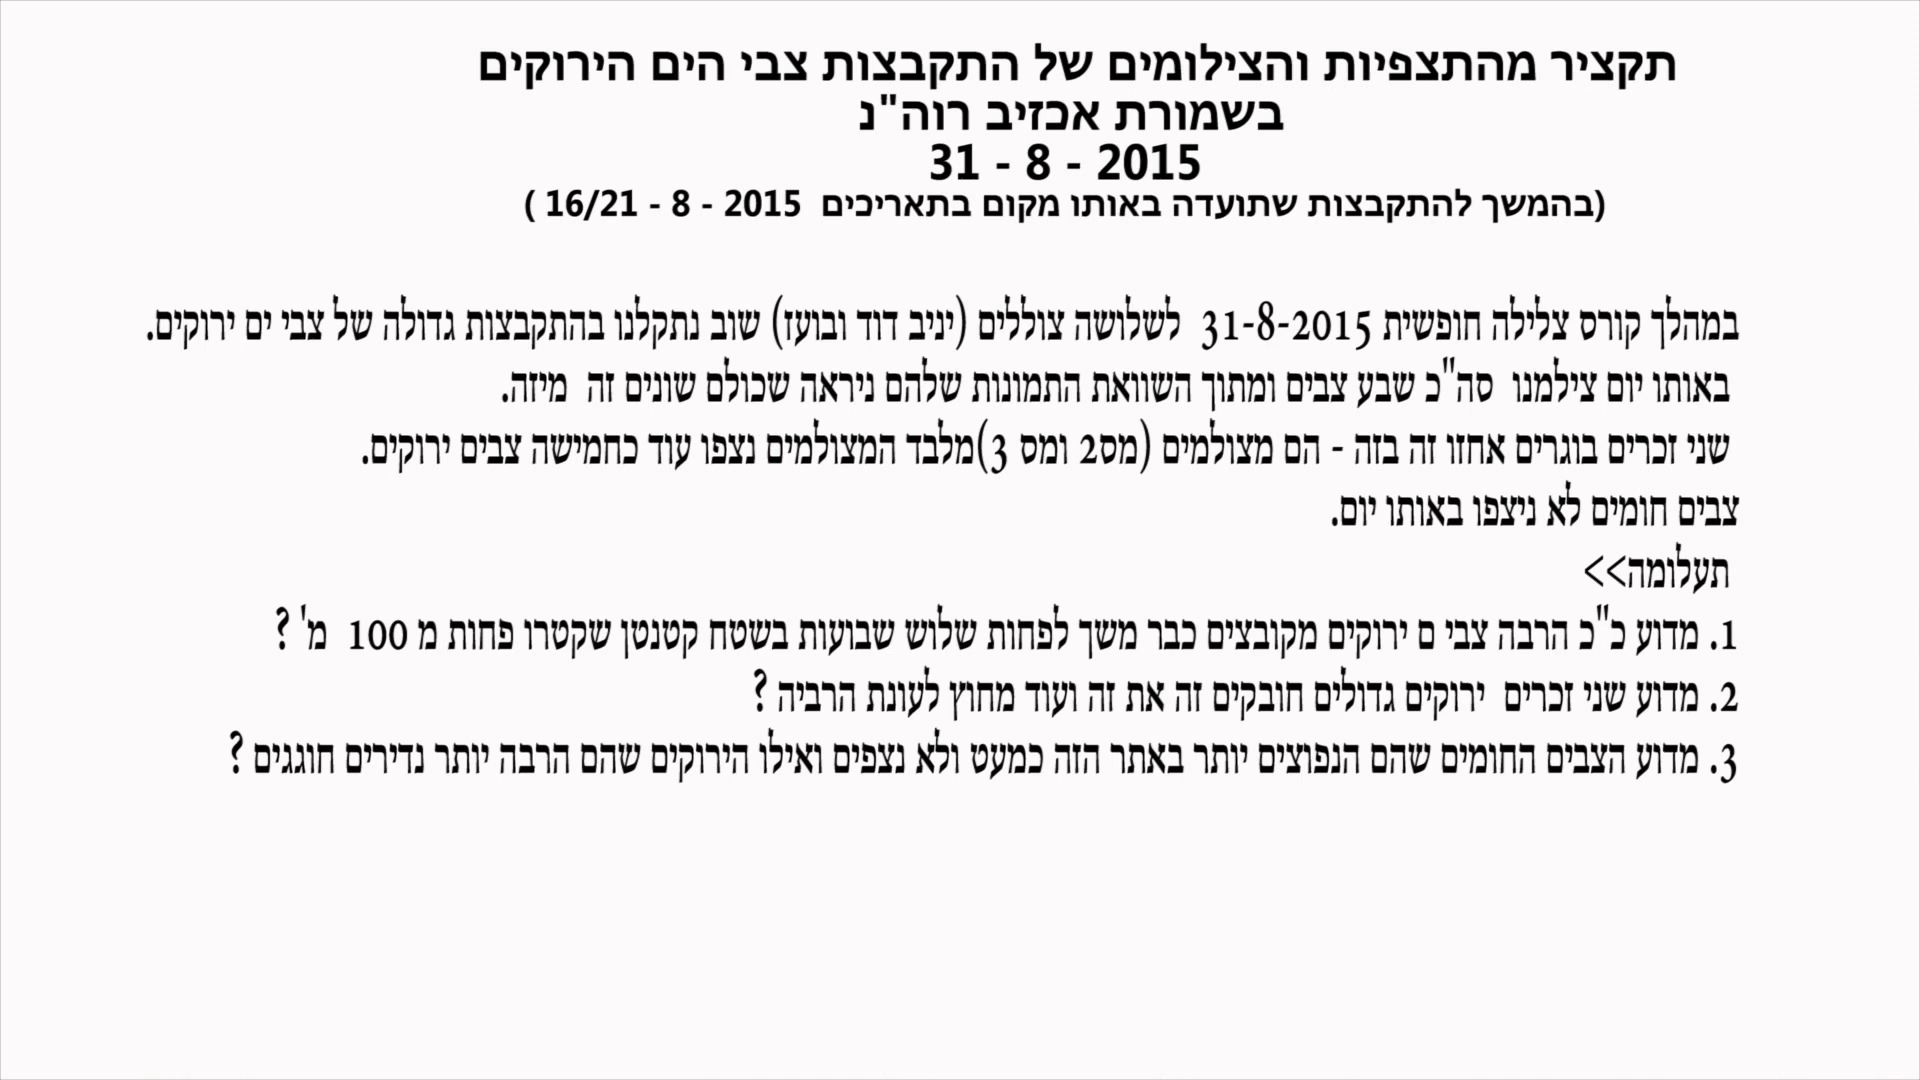 תקציר מהתצפיות והצילומים של התקבצות צבי הים הירוקים
בשמורת אכזיב רוה"נ
31 - 8 - 2015
(בהמשך להתקבצות שתועדה באותו מקום בתאריכים 16/21 - 8 - 2015 )
במהלך קורס צלילה חופשית 31-8-2015 לשלושה צוללים (יניב דוד ובועז) שוב נתקלנו בהתקבצות גדולה של צבי ים ירוקים.
באותו יום צילמנו סה"כ שבע צבים ומתוך השוואת התמונות שלהם ניראה שכולם שונים זה מיזה.
שני זכרים בוגרים אחזו זה בזה - הם מצולמים (מס2 ומס 3)מלבד המצולמים נצפו עוד כחמישה צבים ירוקים.
צבים חומים לא ניצפו באותו יום.
תעלומה>>
1. מדוע כ"כ הרבה צבי ם ירוקים מקובצים כבר משך לפחות שלוש שבועות בשטח קטנטן שקטרו פחות מ 100 מ' ?
2. מדוע שני זכרים ירוקים גדולים חובקים זה את זה ועוד מחוץ לעונת הרביה ?
3. מדוע הצבים החומים שהם הנפוצים יותר באתר הזה כמעט ולא נצפים ואילו הירוקים שהם הרבה יותר נדירים חוגגים ?